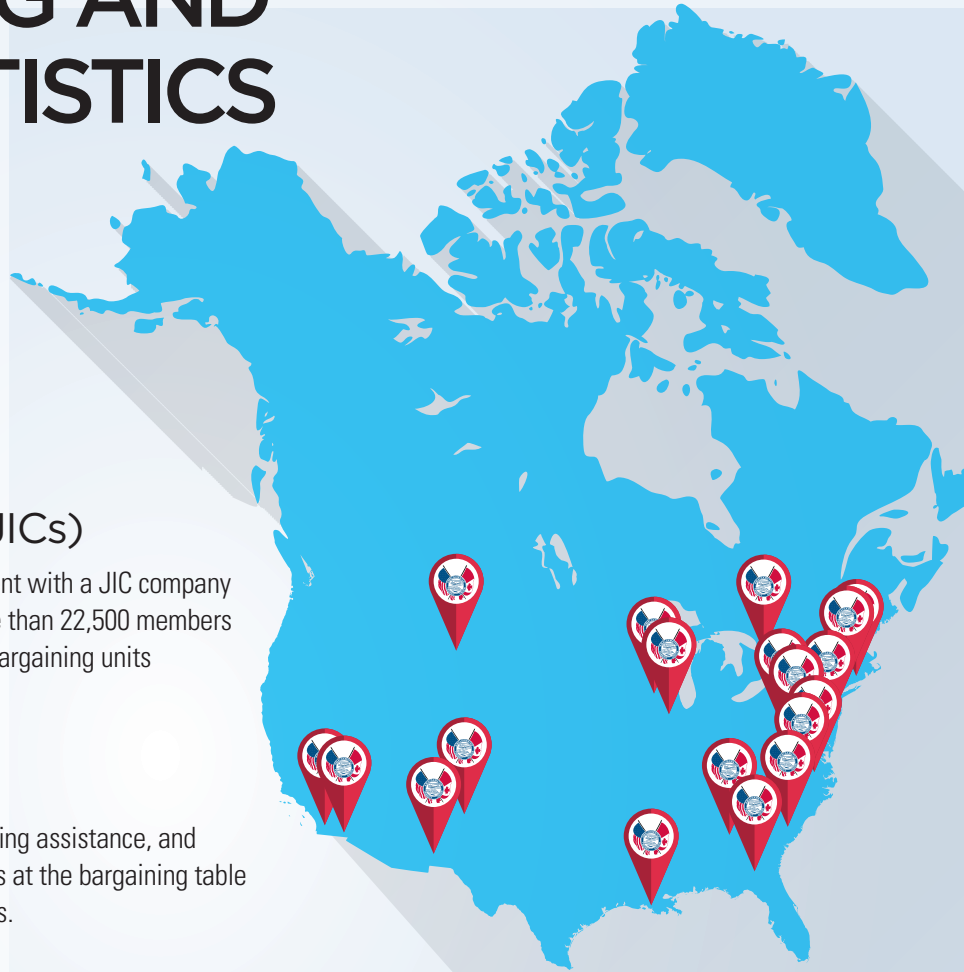 G AND
TISTICS
JICs)
nt with a JIC company
e than 22,500 members
argaining units
ing assistance, and
s at the bargaining table
s.